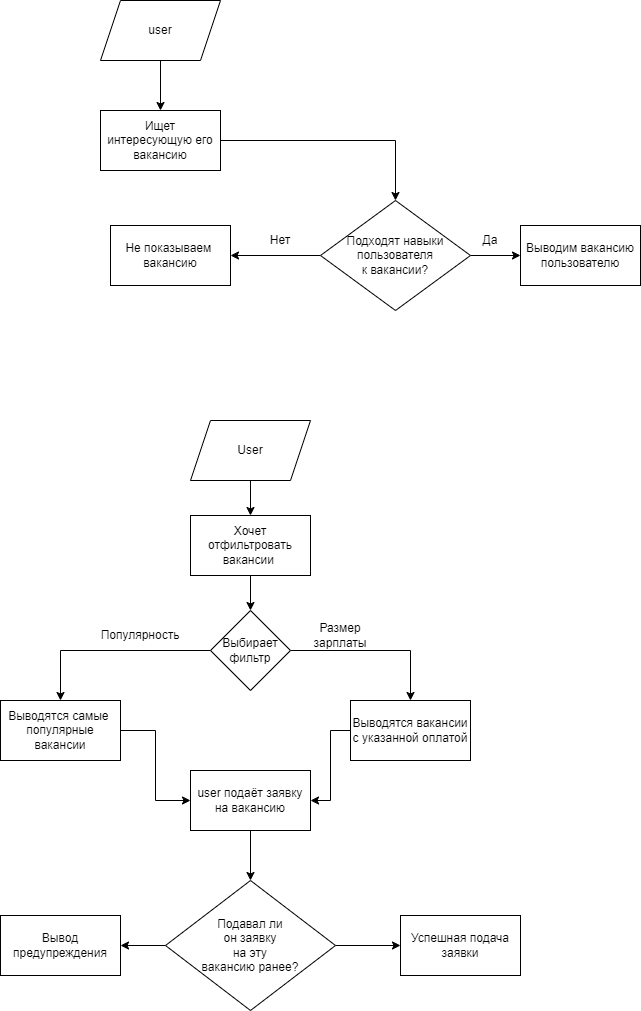 user
Ищет
интересующую его
вакансию
Не показываем
вакансию
Нет
Подходят навыки
пользователя
к вакансии?
Да
Выводим вакансию
пользователю
User
Хочет
отфильтровать
вакансии
Популярность
Выбирает
фильтр
Размер
зарплаты
Выводятся самые
популярные
вакансии
Выводятся вакансии
с указанной оплатой
user подаёт заявку
на вакансию
Вывод
предупреждения
Подавал ли
он заявку
на эту
вакансию ранее?
Успешная подача
заявки